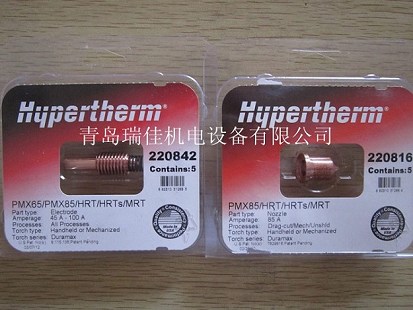 Hypertherm®
220842
Contains:5
PMX65/PMX85/HRT/HRTs/MRT
Part type: Electrode
Amperage: 45 A - 100 A
Process: All Processes
Torch type: Handheld or Mechanized
Torch series: Duramax
Hypertherm®
220816
Contains:5
PMX85/HRT/HRTs/MRT
Part type: Nozzle
Amperage: 85 A
Process: Drag-cut/Mech/Unshld
Torch type: Handheld or Mechanized
Torch series: Duramax
青岛瑞佳机电设备有限公司